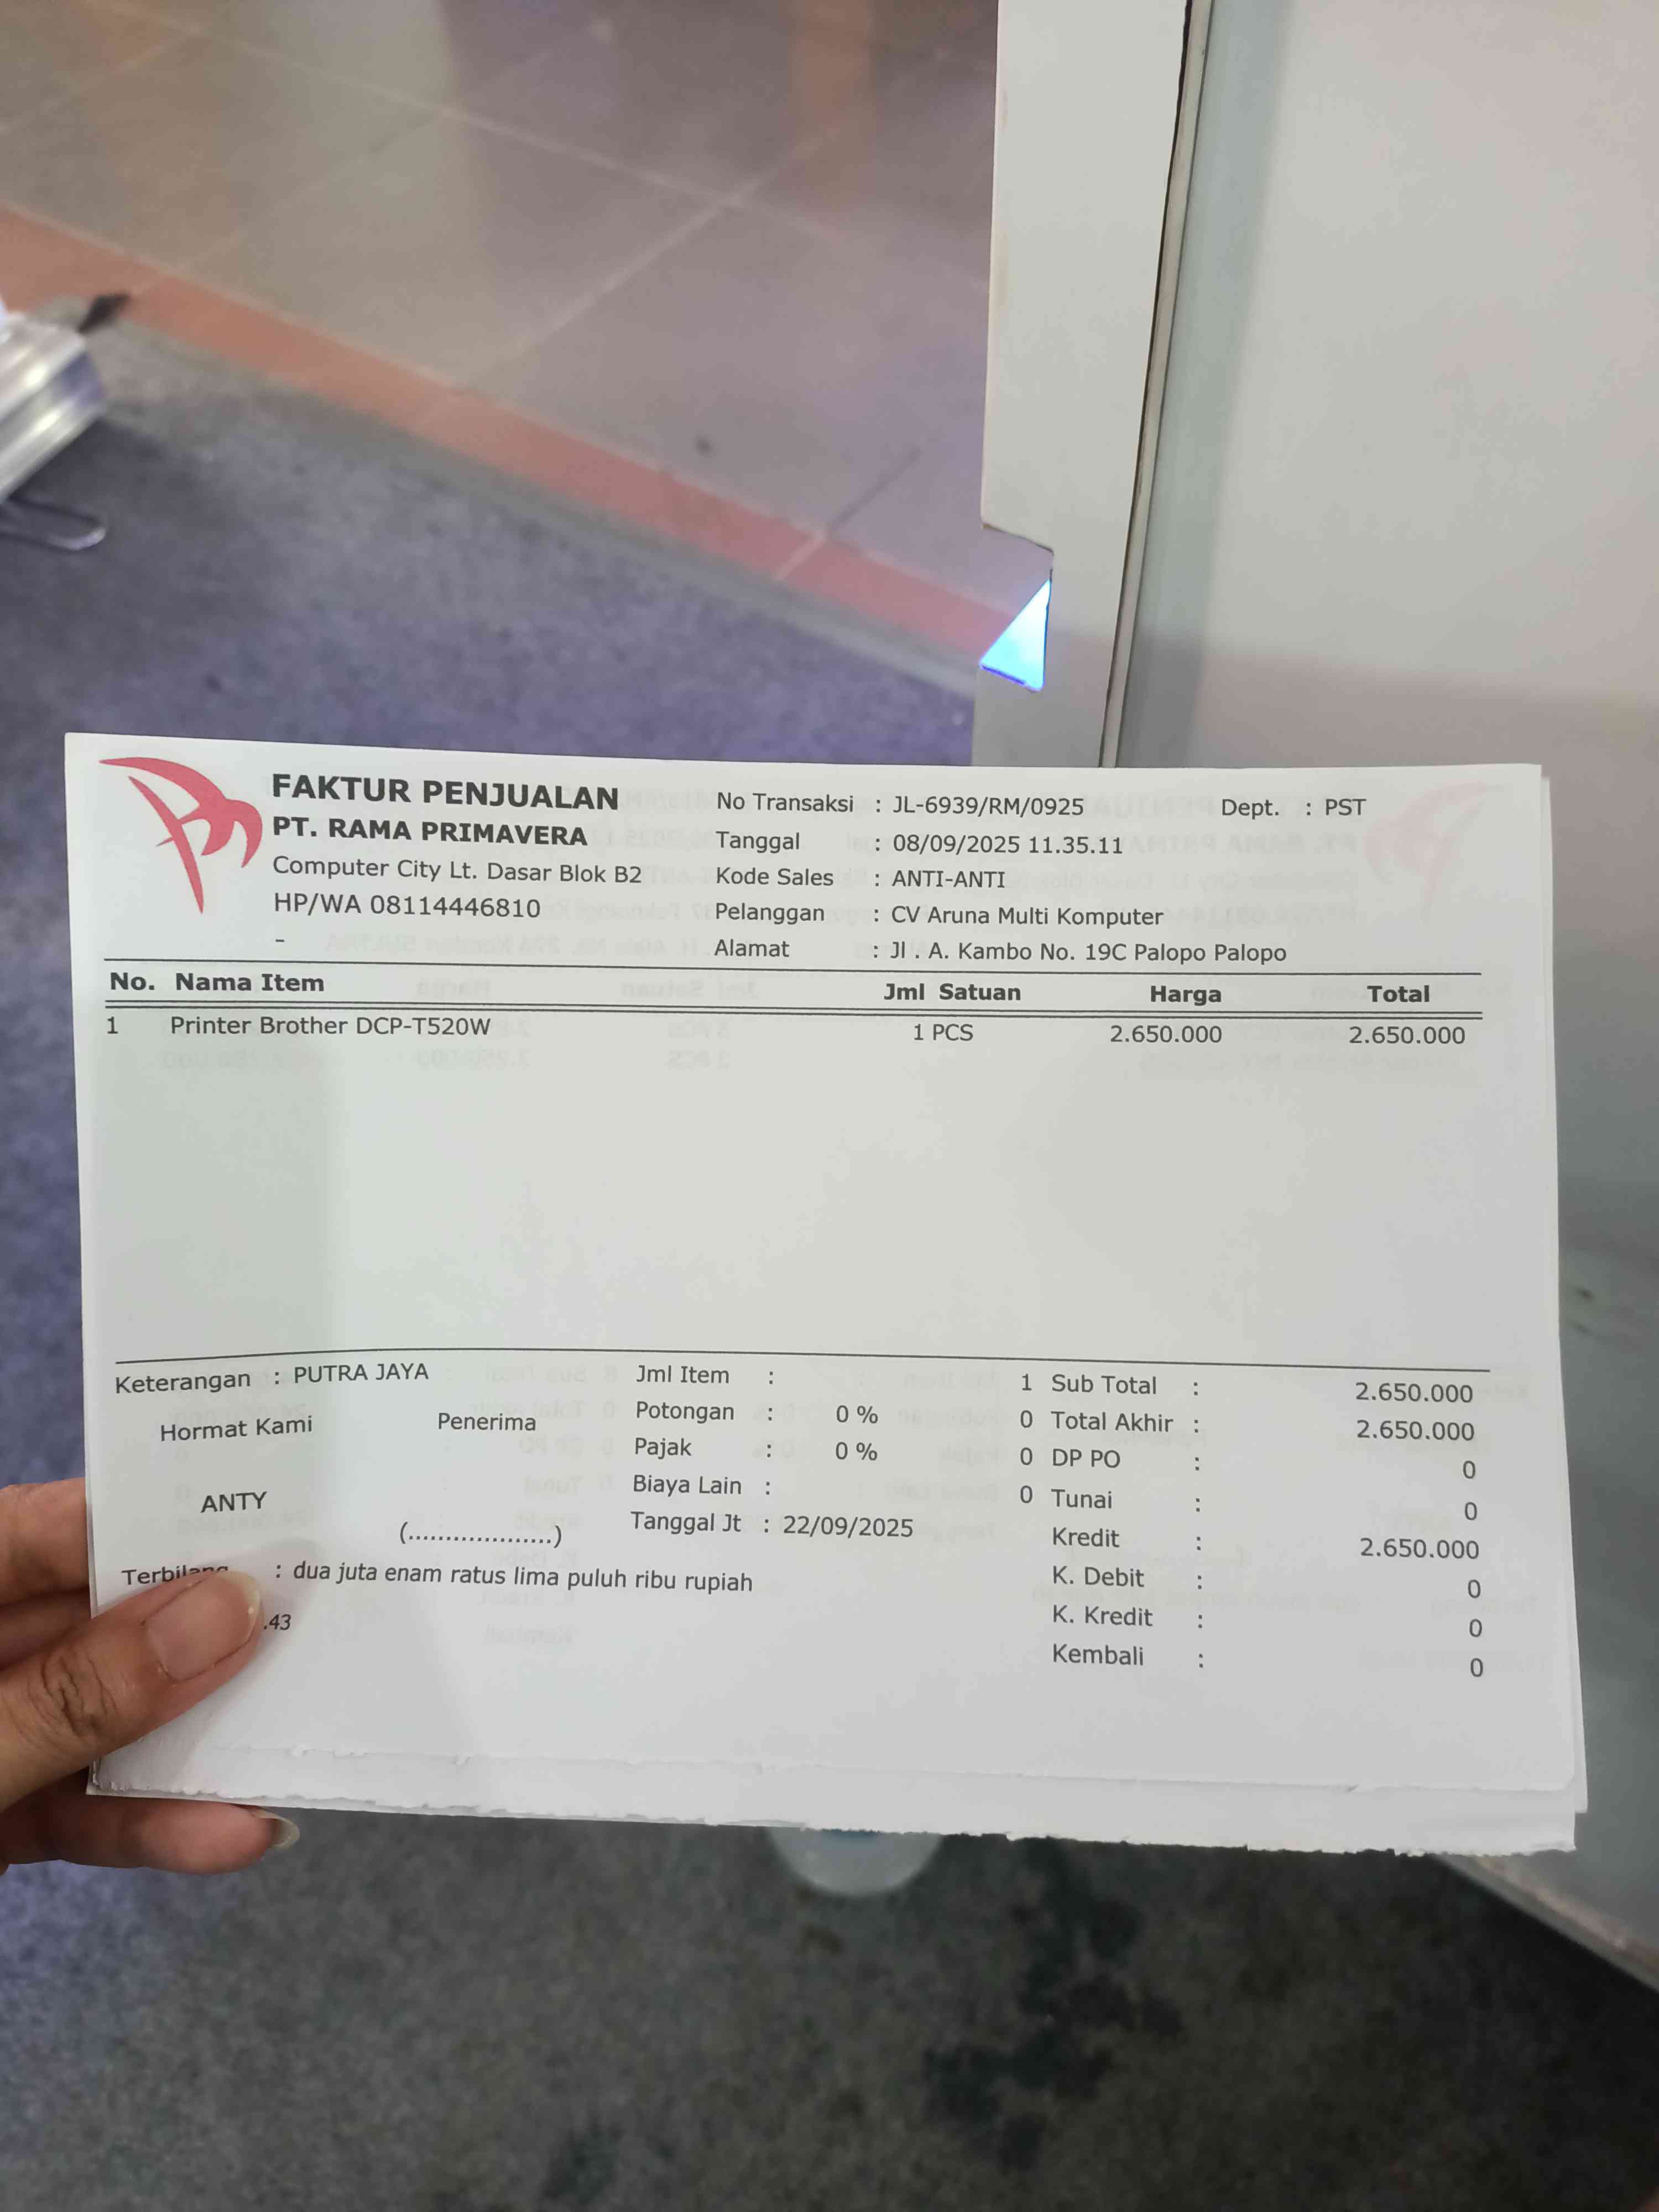 FAKTUR PENJUALAN
PT. RAMA PRIMAVERA
Computer City Lt. Dasar Blok B2
HP/WA 08114446810
-
No Transaksi : JL-6939/RM/0925 Dept. : PST
Tanggal : 08/09/2025 11.35.11
Kode Sales : ANTI-ANTI
Pelanggan : CV Aruna Multi Komputer
Alamat : Jl . A. Kambo No. 19C Palopo Palopo
No. Nama Item Jml Satuan Harga Total
1 Printer Brother DCP-T520W 1 PCS 2.650.000 2.650.000
Keterangan : PUTRA JAYA
Hormat Kami Penerima
ANTY
(...................)
Jml Item : 1
Potongan : 0 % 0
Pajak : 0 % 0
Biaya Lain : 0
Tanggal Jt : 22/09/2025
Sub Total : 2.650.000
Total Akhir : 2.650.000
DP PO : 0
Tunai : 0
Kredit : 2.650.000
K. Debit : 0
K. Kredit : 0
Kembali : 0
Terbilang : dua juta enam ratus lima puluh ribu rupiah
.43